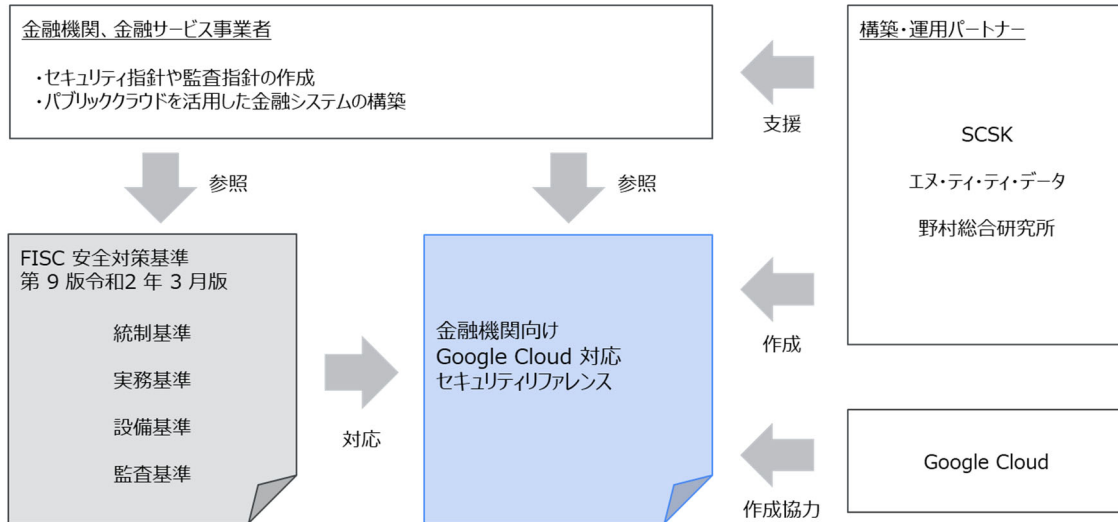 金融機関、金融サービス事業者
・セキュリティ指針や監査指針の作成
・パブリッククラウドを活用した金融システムの構築
支援
構築・運用パートナー
SCSK
エヌ・ティ・ティ・データ
野村総合研究所
参照
参照
FISC 安全対策基準
第 9 版令和2 年 3 月版
統制基準
実務基準
設備基準
監査基準
対応
金融機関向け
Google Cloud 対応
セキュリティリファレンス
作成
作成協力
Google Cloud